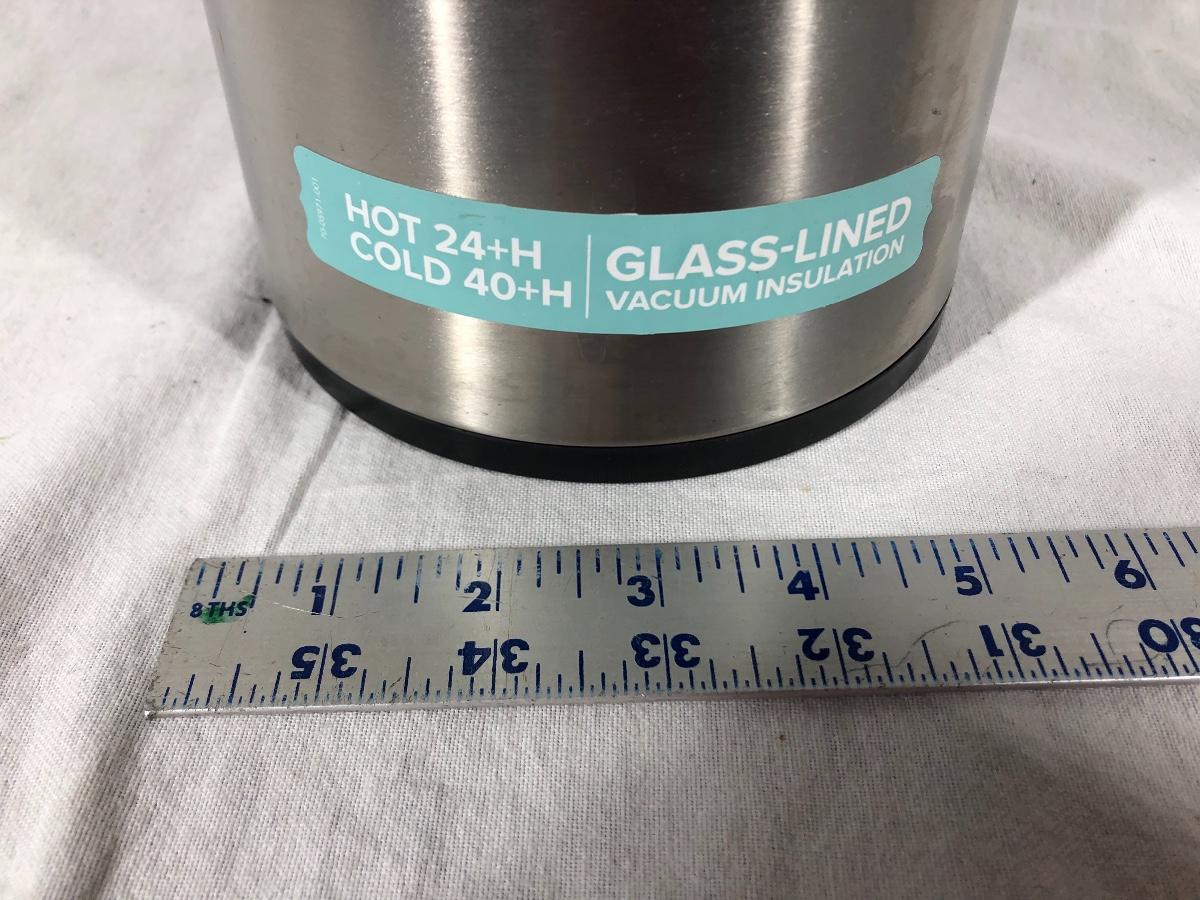 HOT 24+H
COLD 40+H
GLASS-LINED
VACUUM INSULATION
8THS 1 2 3 4 5 6
35 34 33 32 31 30